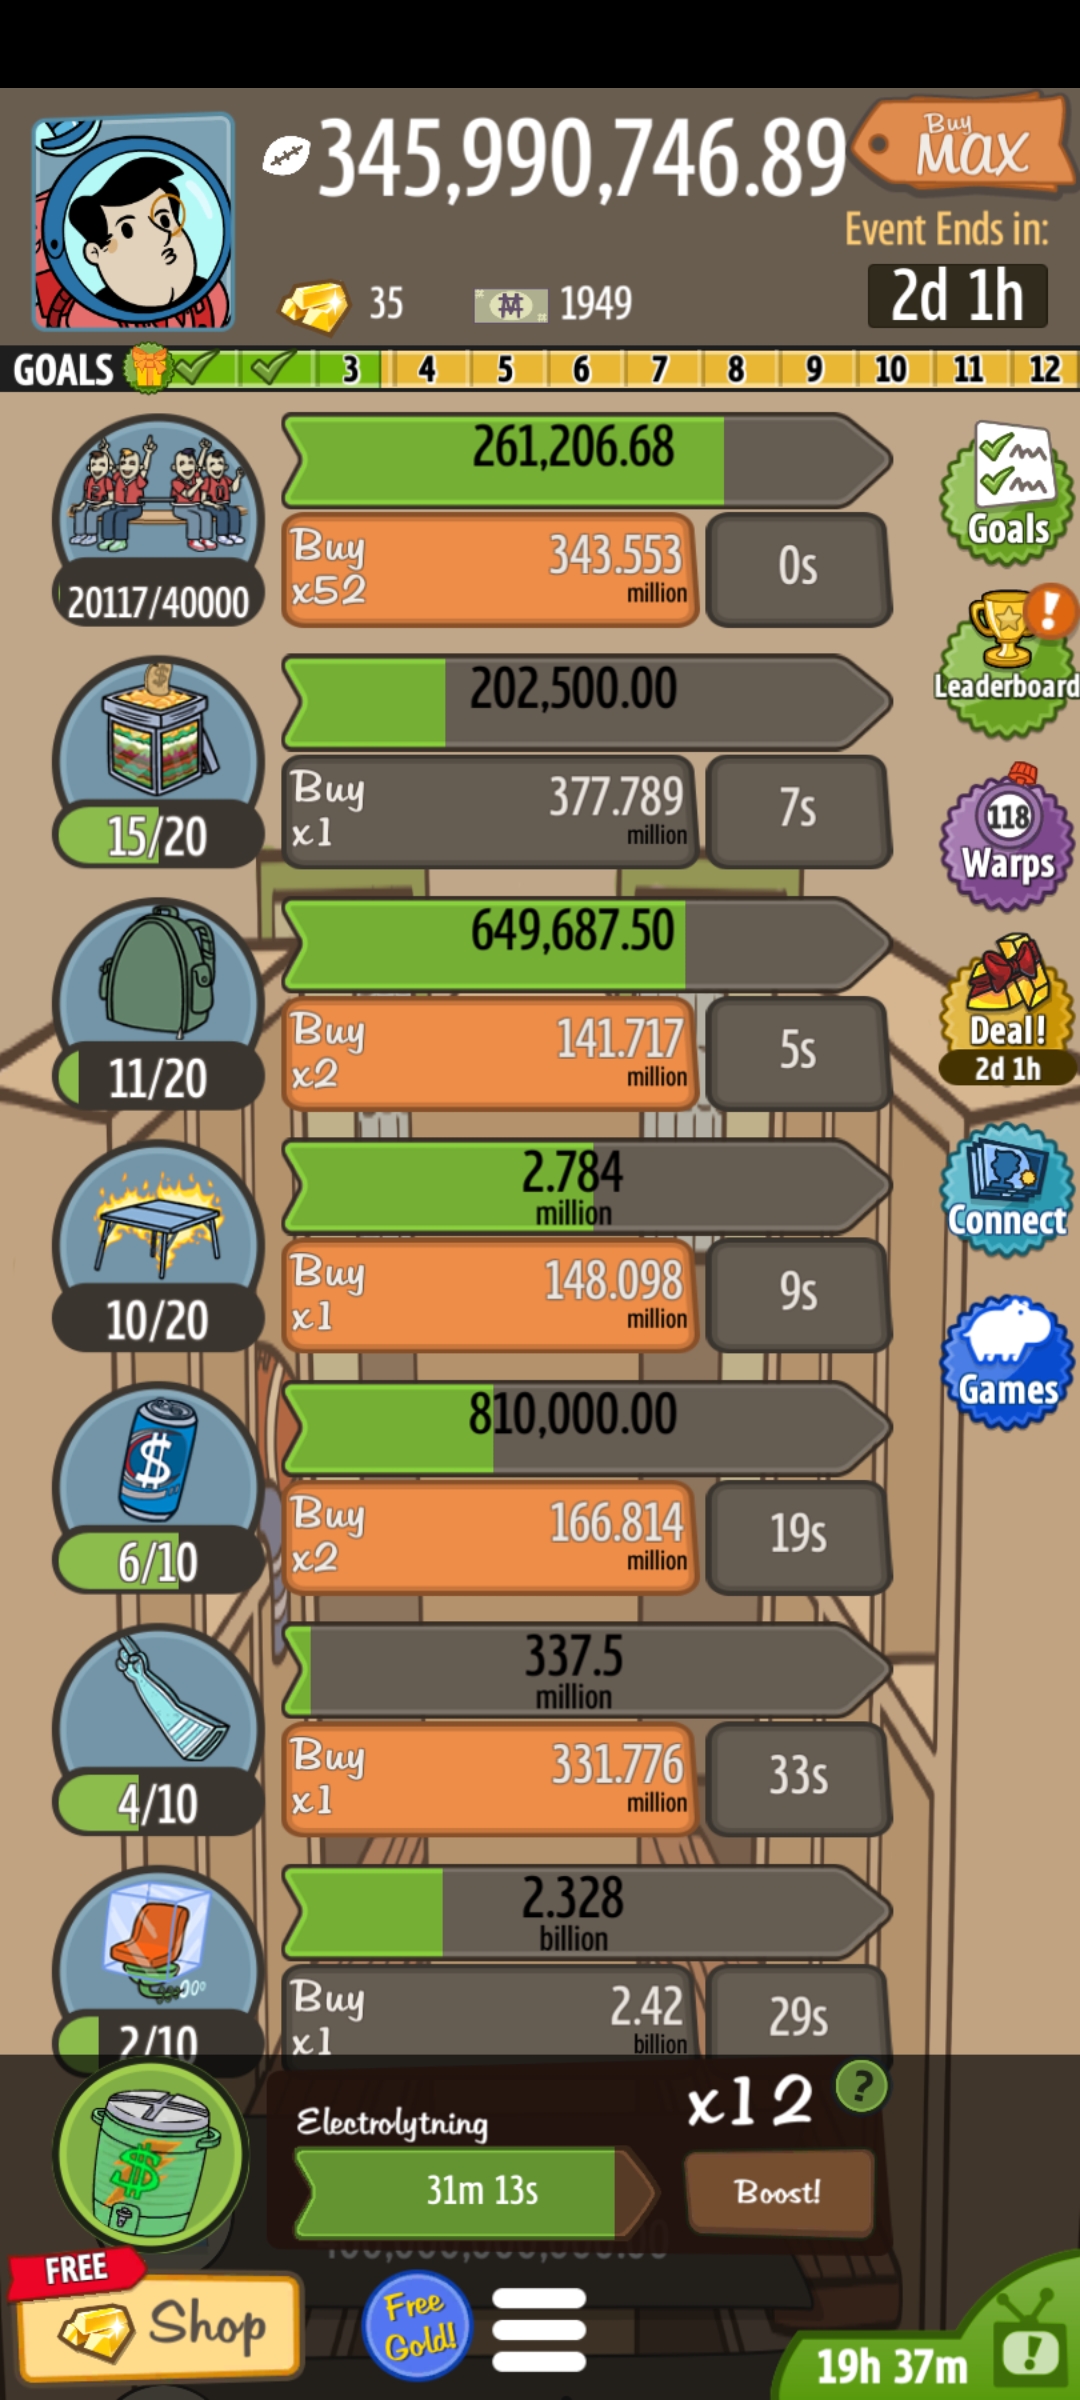 345,990,746.89
Buy
MAX
Event Ends in:
2d 1h
35
1949
GOALS 3 4 5 6 7 8 9 10 11 12
261,206.68
Buy
x52
343.553
million
0s
20117/40000
Goals
202,500.00
Buy
x1
377.789
million
7s
15/20
!
Leaderboard
649,687.50
Buy
x2
141.717
million
5s
11/20
118
Warps
Deal!
2d 1h
2.784
million
Buy
x1
148.098
million
9s
10/20
Connect
810,000.00
Buy
x2
166.814
million
19s
$
6/10
Games
337.5
million
Buy
x1
331.776
million
33s
4/10
2.328
billion
Buy
x1
2.42
billion
29s
2/10
$
Electrolytning
x12
?
31m 13s
Boost!
FREE
Shop
Free
Gold!
19h 37m
!